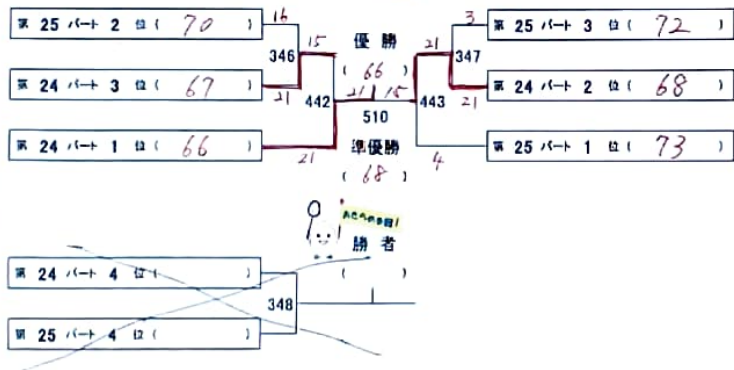 第 25 パート 2 位 ( 70 )
16
346
第 24 パート 3 位 ( 67 )
21
15
442
第 24 パート 1 位 ( 66 )
21
優 勝
( 66 )
21 15
510
準優勝
( 68 )
3
第 25 パート 3 位 ( 72 )
21
347
第 24 パート 2 位 ( 68 )
21
443
第 25 パート 1 位 ( 73 )
4
勝 者
( )
第 24 パート 4 位 ( )
348
第 25 パート 4 位 ( )